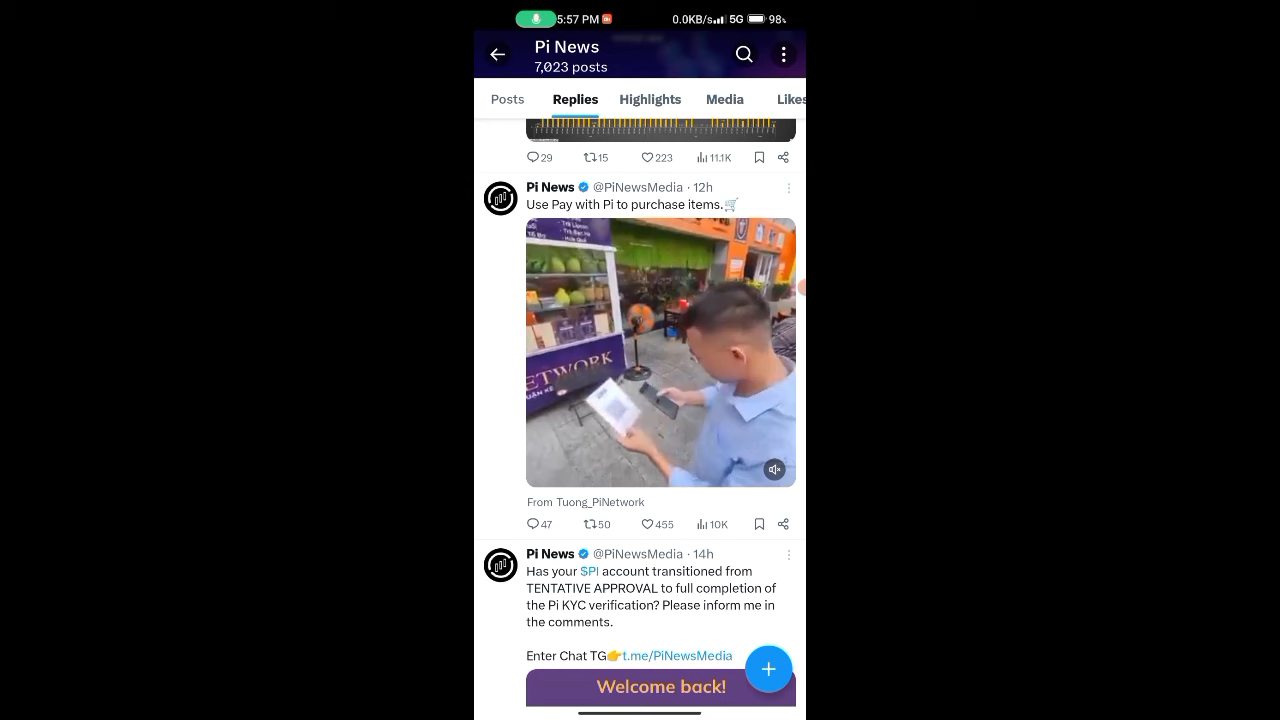 5:57 PM
0.0KB/s 5G 98%
Pi News
7,023 posts
Posts Replies Highlights Media Likes
29 15 223 11.1K
Pi News @PiNewsMedia · 12h
Use Pay with Pi to purchase items.🛒
ETWORK
From Tuong_PiNetwork
47 50 455 10K
Pi News @PiNewsMedia · 14h
Has your $PI account transitioned from
TENTATIVE APPROVAL to full completion of
the Pi KYC verification? Please inform me in
the comments.
Enter Chat TG👉t.me/PiNewsMedia
Welcome back!